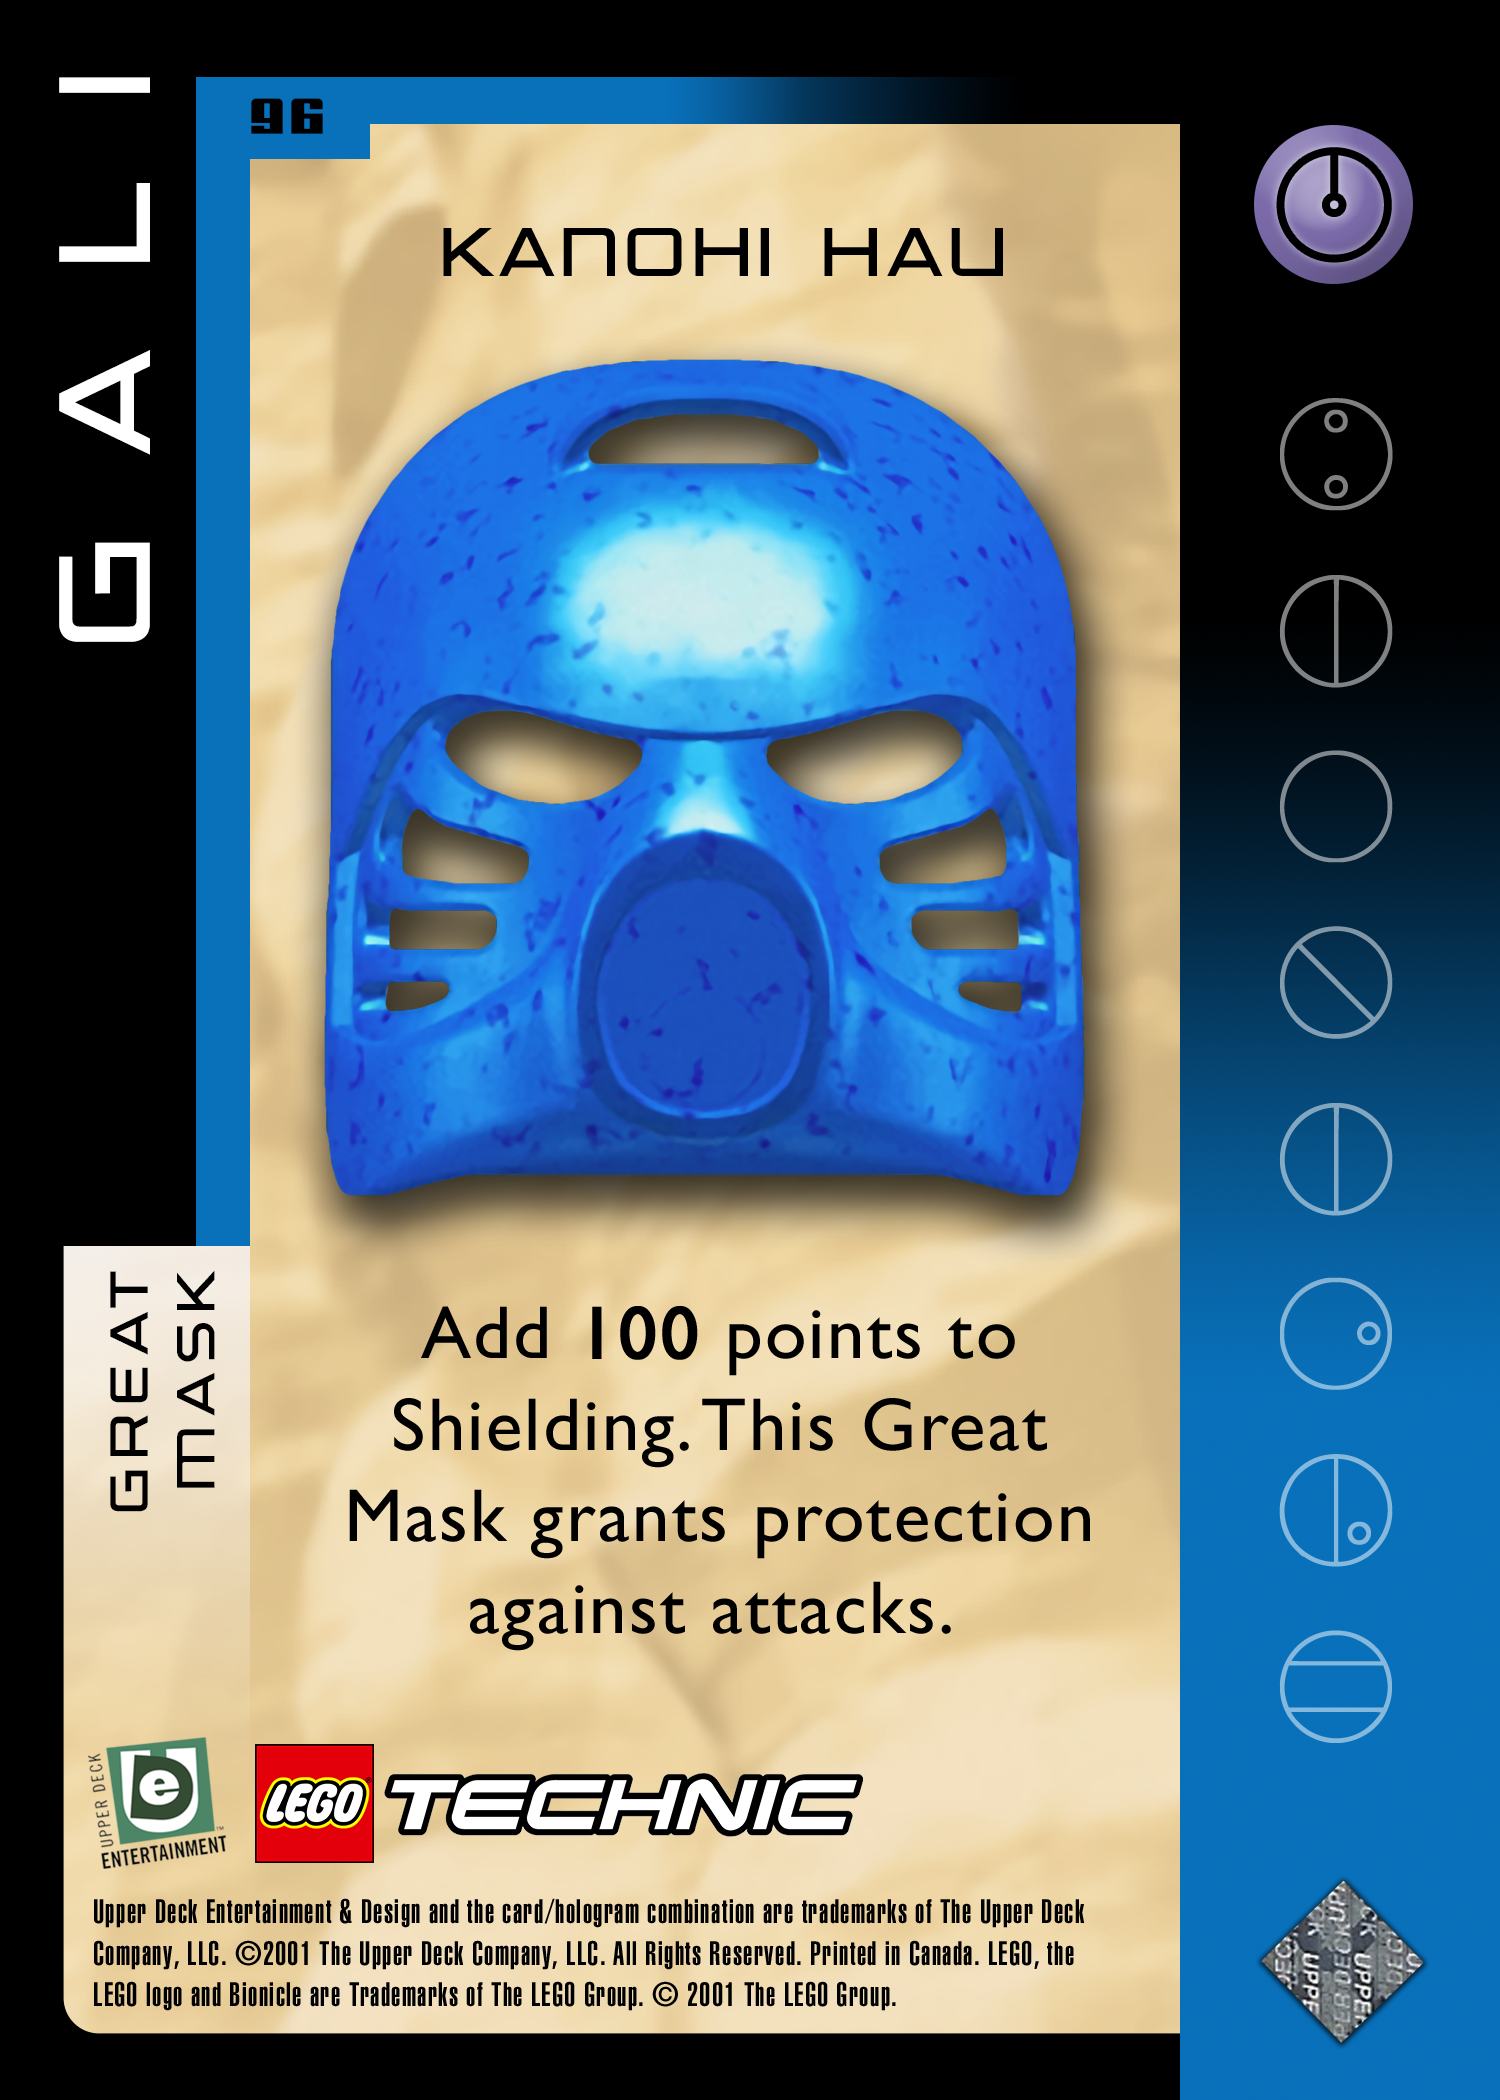 GALI
96
KANOHI HAU
Add 100 points to
Shielding. This Great
Mask grants protection
against attacks.
GREAT
MASK
UPPER DECK
ENTERTAINMENT
LEGO TECHNIC
Upper Deck Entertainment & Design and the card/hologram combination are trademarks of The Upper Deck
Company, LLC. ©2001 The Upper Deck Company, LLC. All Rights Reserved. Printed in Canada. LEGO, the
LEGO logo and Bionicle are Trademarks of The LEGO Group. © 2001 The LEGO Group.